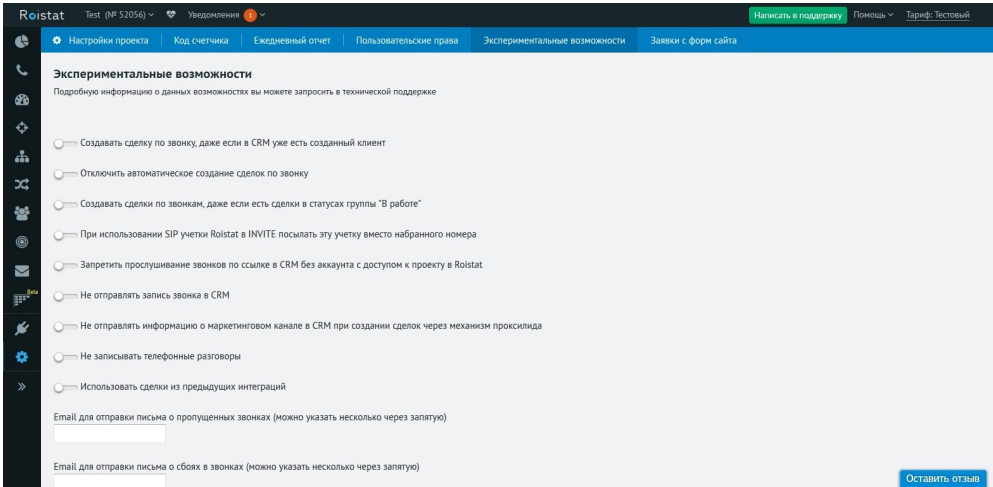 Roistat Test (№ 52056) Уведомления 1 Написать в поддержку Помощь Тариф: Тестовый
Настройки проекта Код счетчика Ежедневный отчет Пользовательские права Экспериментальные возможности Заявки с форм сайта
Экспериментальные возможности
Подробную информацию о данных возможностях вы можете запросить в технической поддержке
Создавать сделку по звонку, даже если в CRM уже есть созданный клиент
Отключить автоматическое создание сделок по звонку
Создавать сделки по звонкам, даже если есть сделки в статусах группы "В работе"
При использовании SIP учетки Roistat в INVITE посылать эту учетку вместо набранного номера
Запретить прослушивание звонков по ссылке в CRM без аккаунта с доступом к проекту в Roistat
Beta
Не отправлять запись звонка в CRM
Не отправлять информацию о маркетинговом канале в CRM при создании сделок через механизм проксилида
Не записывать телефонные разговоры
Использовать сделки из предыдущих интеграций
Email для отправки письма о пропущенных звонках (можно указать несколько через запятую)
Email для отправки письма о сбоях в звонках (можно указать несколько через запятую)
Оставить отзыв